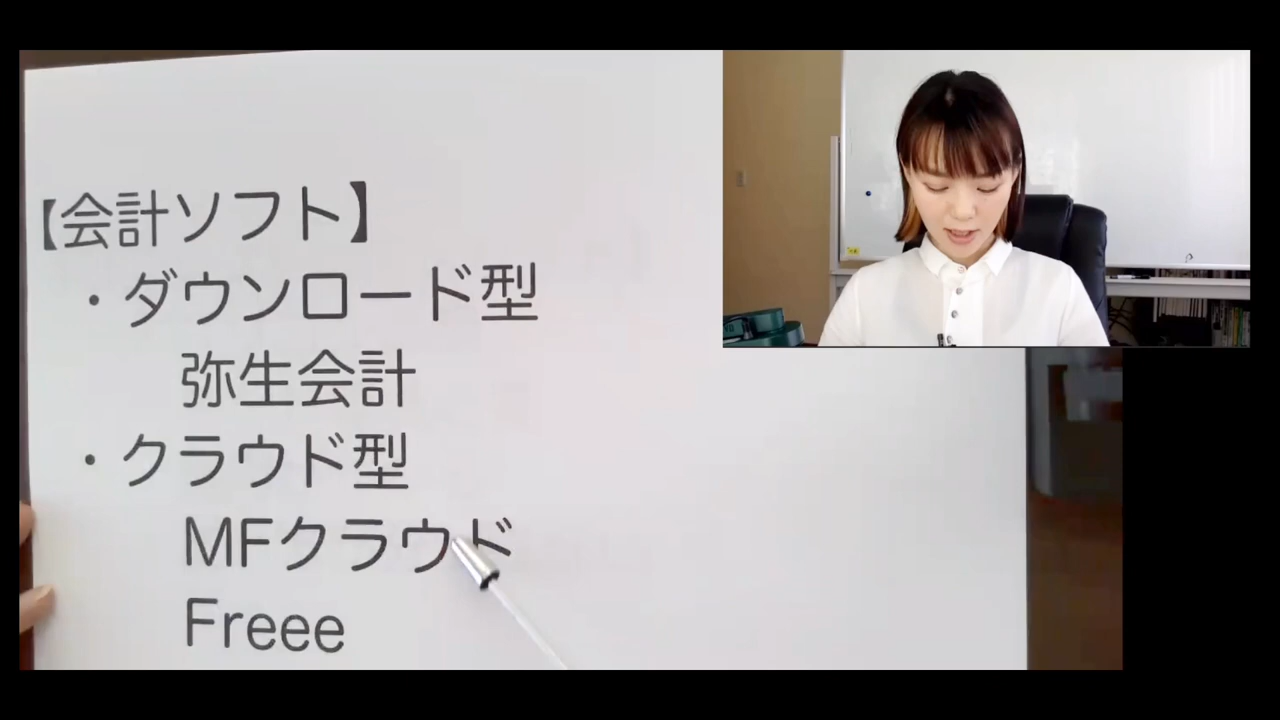 【会計ソフト】
・ダウンロード型
弥生会計
・クラウド型
MFクラウド
Freee